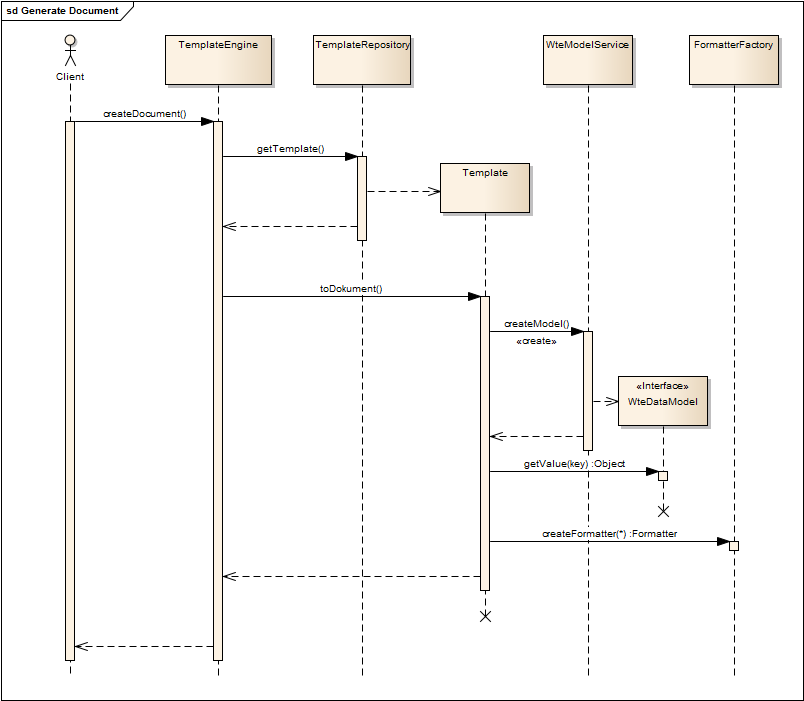 sd Generate Document
Client
TemplateEngine
TemplateRepository
WteModelService
FormatterFactory
createDocument()
getTemplate()
Template
toDokument()
createModel()
«create»
«Interface»
WteDataModel
getValue(key) :Object
createFormatter(*) :Formatter